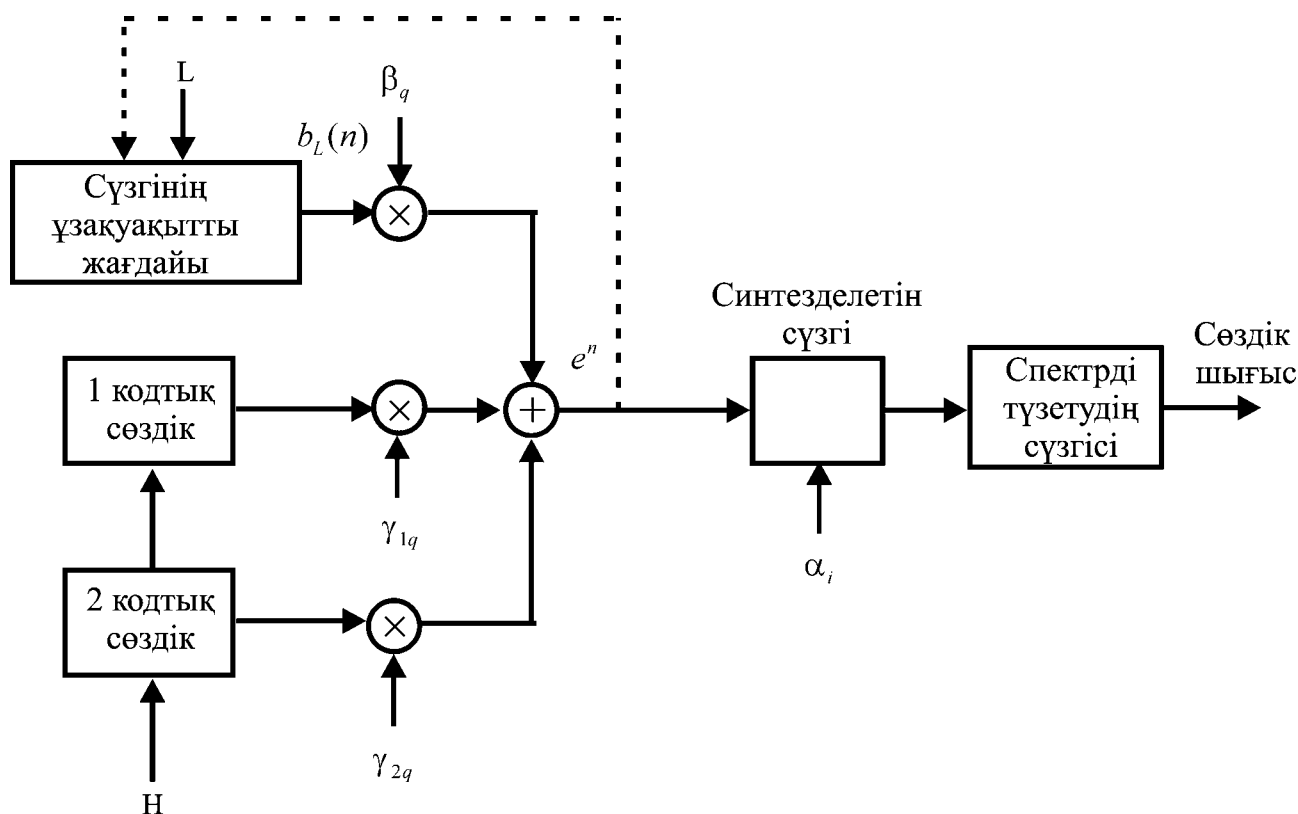 L
β_q
b_L(n)
Сүзгінің
ұзақуақытты
жағдайы
×
Синтезделетін
сүзгі
Сөздік
шығыс
e^n
1 кодтық
сөздік
×
+
Спектрді
түзетудің
сүзгісі
γ_1q
α_i
2 кодтық
сөздік
×
γ_2q
H